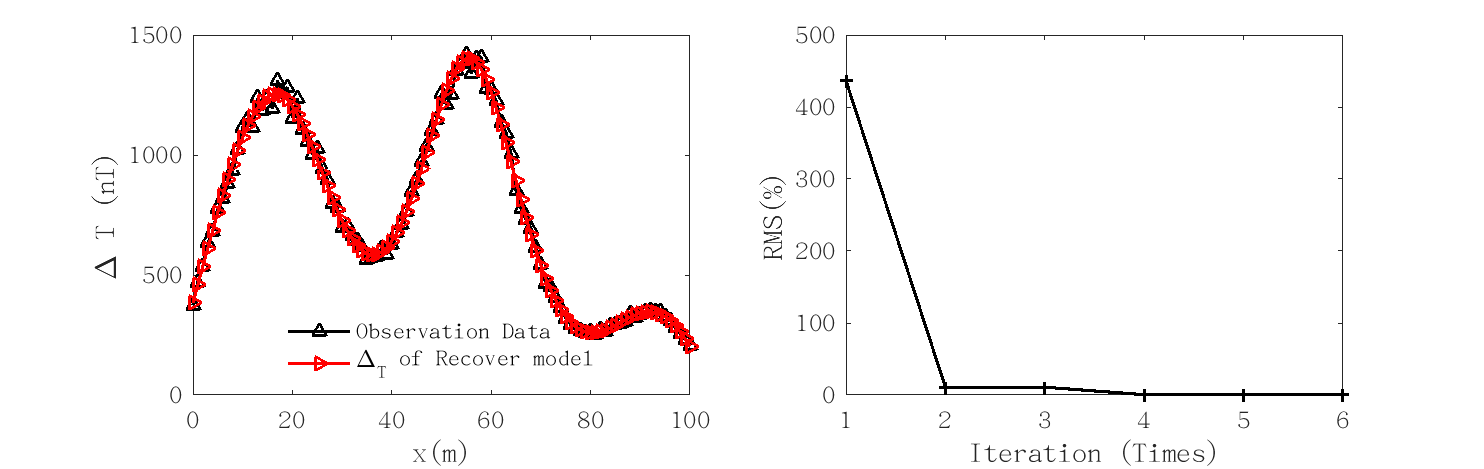 1500
1000
500
0
Δ T (nT)
Observation Data
ΔT of Recover model
0 20 40 60 80 100
x(m)
500
400
300
200
100
0
RMS(%)
1 2 3 4 5 6
Iteration (Times)